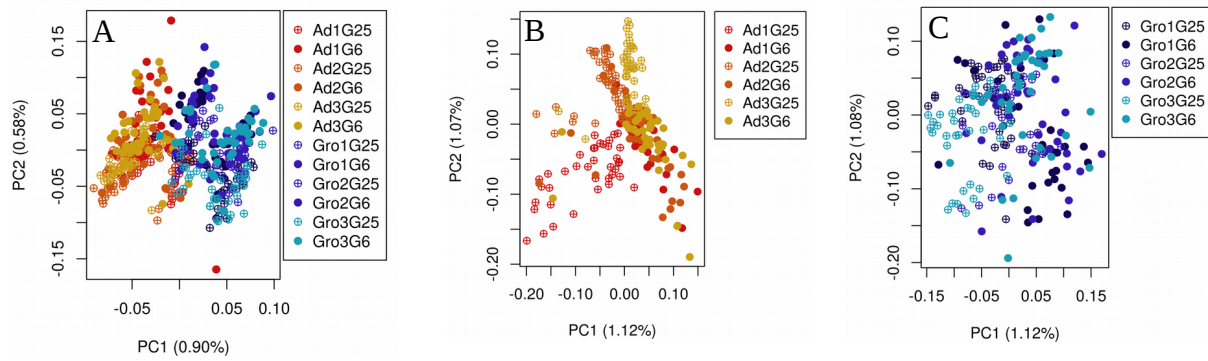 A
0.15
0.05
-0.05
-0.15
PC2 (0.58%)
-0.05
0.05
0.10
PC1 (0.90%)
Ad1G25
Ad1G6
Ad2G25
Ad2G6
Ad3G25
Ad3G6
Gro1G25
Gro1G6
Gro2G25
Gro2G6
Gro3G25
Gro3G6
B
0.10
0.00
-0.10
-0.20
PC2 (1.07%)
-0.20
-0.10
0.00
0.10
PC1 (1.12%)
Ad1G25
Ad1G6
Ad2G25
Ad2G6
Ad3G25
Ad3G6
C
0.10
0.00
-0.10
-0.20
PC2 (1.08%)
-0.15
-0.05
0.05
0.15
PC1 (1.12%)
Gro1G25
Gro1G6
Gro2G25
Gro2G6
Gro3G25
Gro3G6